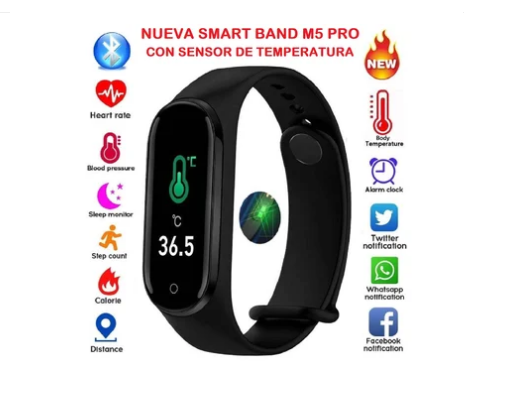 NUEVA SMART BAND M5 PRO
CON SENSOR DE TEMPERATURA
NEW
Heart rate
Blood pressure
Sleep monitor
Step count
Calorie
Distance
°C
°C
36.5
Body
Temperature
Alarm clock
Twitter
notification
Whatsapp
notification
Facebook
notification